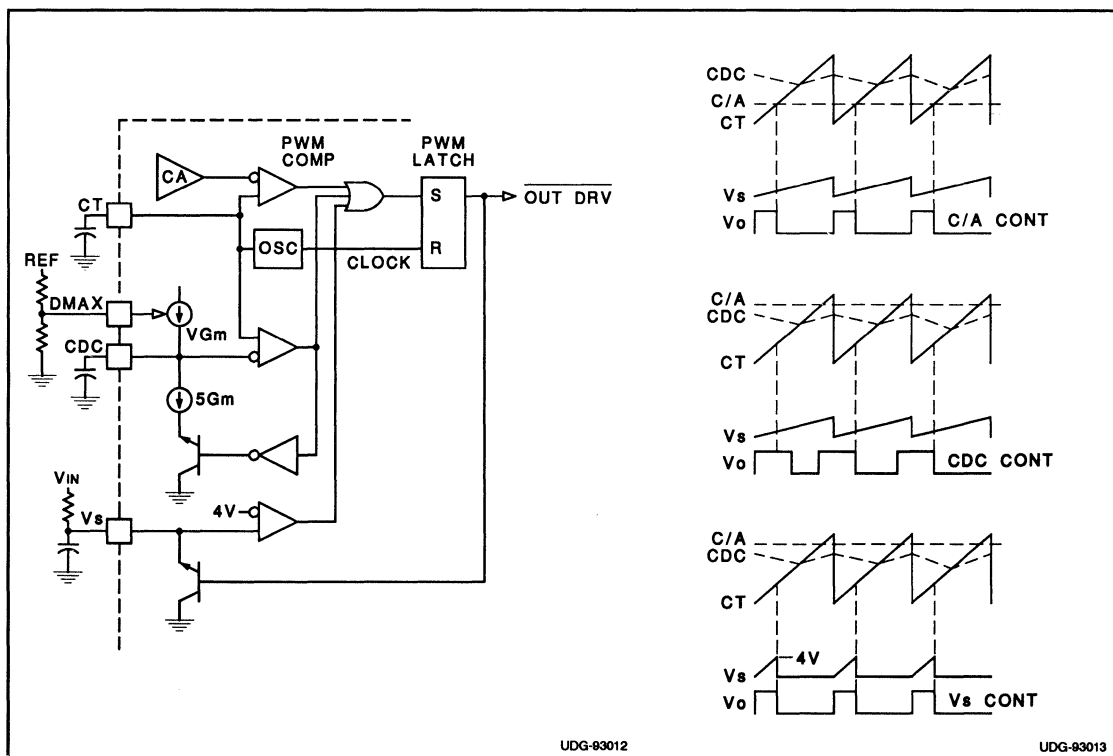 PWM
COMP
PWM
LATCH
CA
S
R
OUT DRV
CT
OSC
CLOCK
REF
DMAX
VGm
CDC
5Gm
VIN
Vs
4V
UDG-93012
CDC
C/A
CT
Vs
Vo
C/A CONT
C/A
CDC
CT
Vs
Vo
CDC CONT
C/A
CDC
CT
4V
Vs
Vo
Vs CONT
UDG-93013